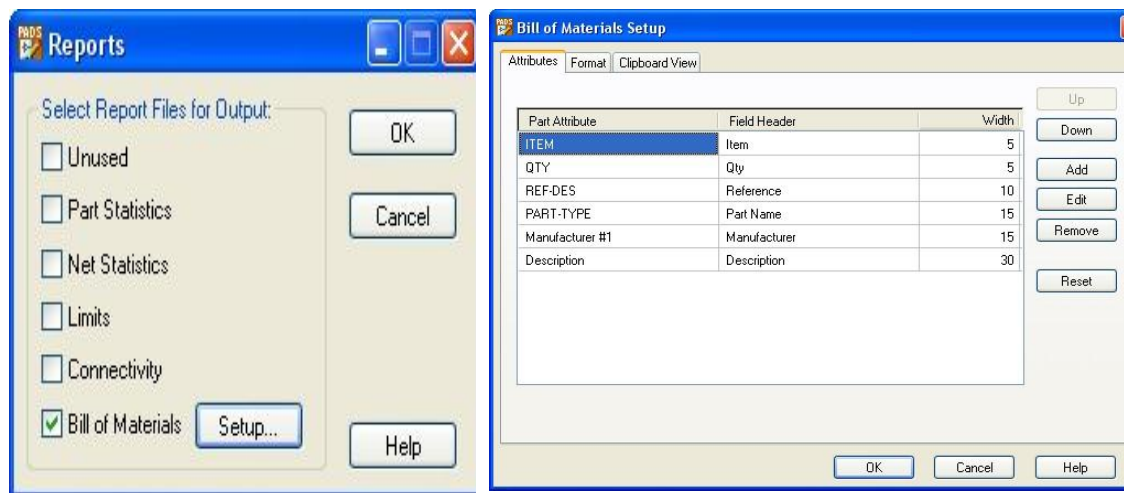 PADS
Reports
Select Report Files for Output:
Unused
Part Statistics
Net Statistics
Limits
Connectivity
Bill of Materials
Setup...
OK
Cancel
Help
PADS
Bill of Materials Setup
Attributes Format Clipboard View
Part Attribute Field Header Width
ITEM Item 5
QTY Qty 5
REF-DES Reference 10
PART-TYPE Part Name 15
Manufacturer #1 Manufacturer 15
Description Description 30
Up
Down
Add
Edit
Remove
Reset
OK Cancel Help